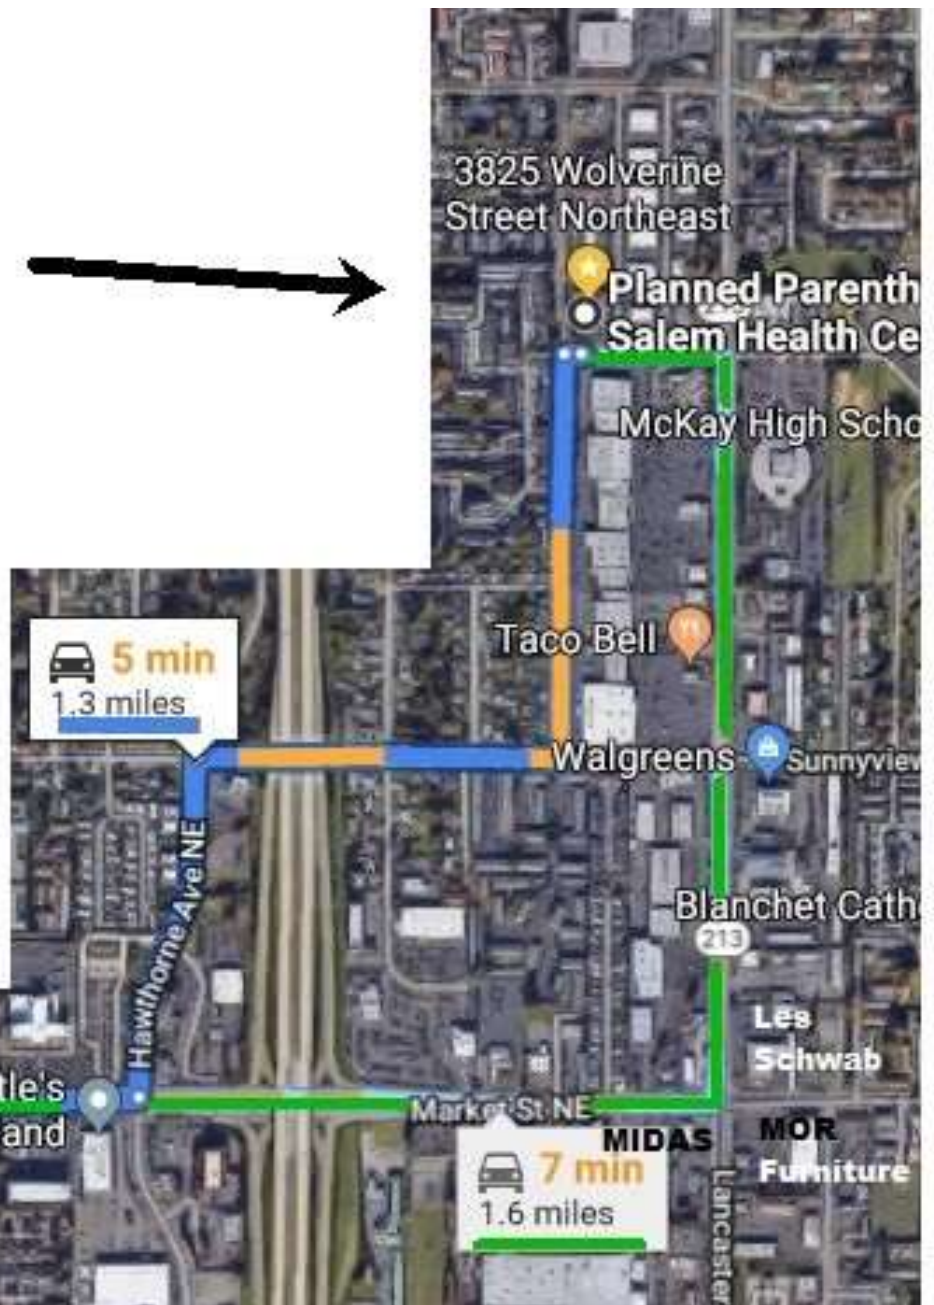 3825 Wolverine
Street Northeast
Planned Parenth
Salem Health Ce
McKay High Scho
Taco Bell
5 min
1.3 miles
Walgreens
Sunnyview
Hawthorne Ave NE
Blanchet Cath
213
Les
Schwab
tle's
and
Market St NE
MIDAS
MOR
Furniture
7 min
1.6 miles
Lancaster